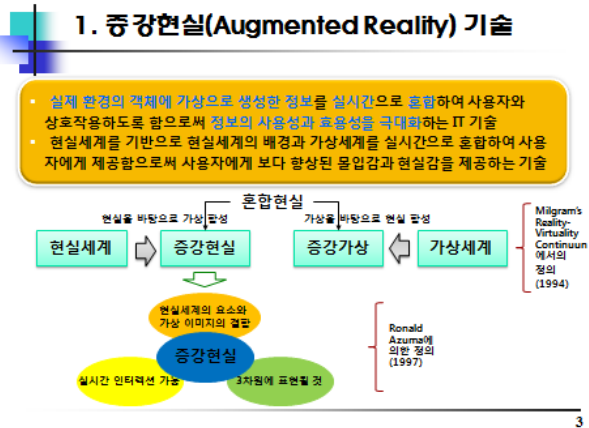 1. 증강현실(Augmented Reality) 기술
▪ 실제 환경의 객체에 가상으로 생성한 정보를 실시간으로 혼합하여 사용자와
상호작용하도록 함으로써 정보의 사용성과 효용성을 극대화하는 IT 기술
▪ 현실세계를 기반으로 현실세계의 배경과 가상세계를 실시간으로 혼합하여 사용
자에게 제공함으로써 사용자에게 보다 향상된 몰입감과 현실감을 제공하는 기술
혼합현실
현실을 바탕으로 가상 합성
가상을 바탕으로 현실 합성
현실세계
증강현실
증강가상
가상세계
Milgram's
Reality-
Virtuality
Continuun
에서의
정의
(1994)
현실세계의 요소와
가상 이미지의 결합
증강현실
실시간 인터랙션 가능
3차원에 표현될 것
Ronald
Azuma에
의한 정의
(1997)
3